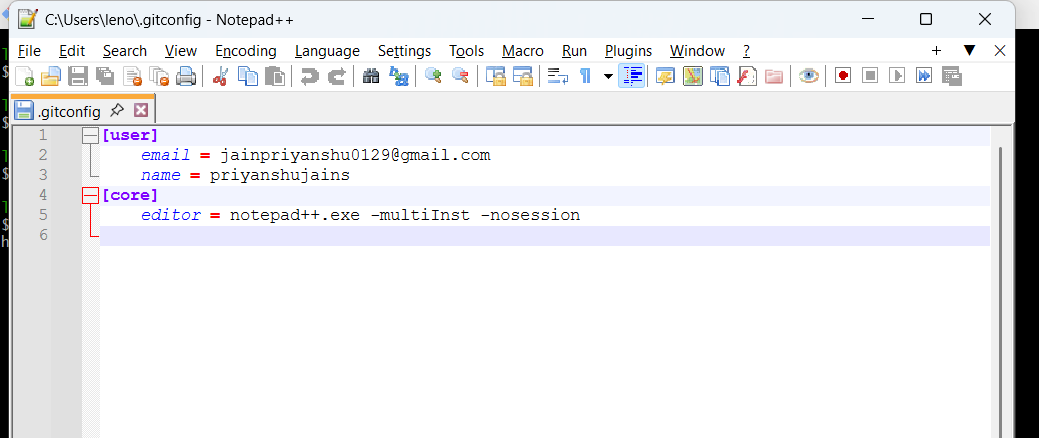 C:\Users\leno\.gitconfig - Notepad++
File Edit Search View Encoding Language Settings Tools Macro Run Plugins Window ?
.gitconfig
1 [user]
2 email = jainpriyanshu0129@gmail.com
3 name = priyanshujains
4 [core]
5 editor = notepad++.exe -multiInst -nosession
6